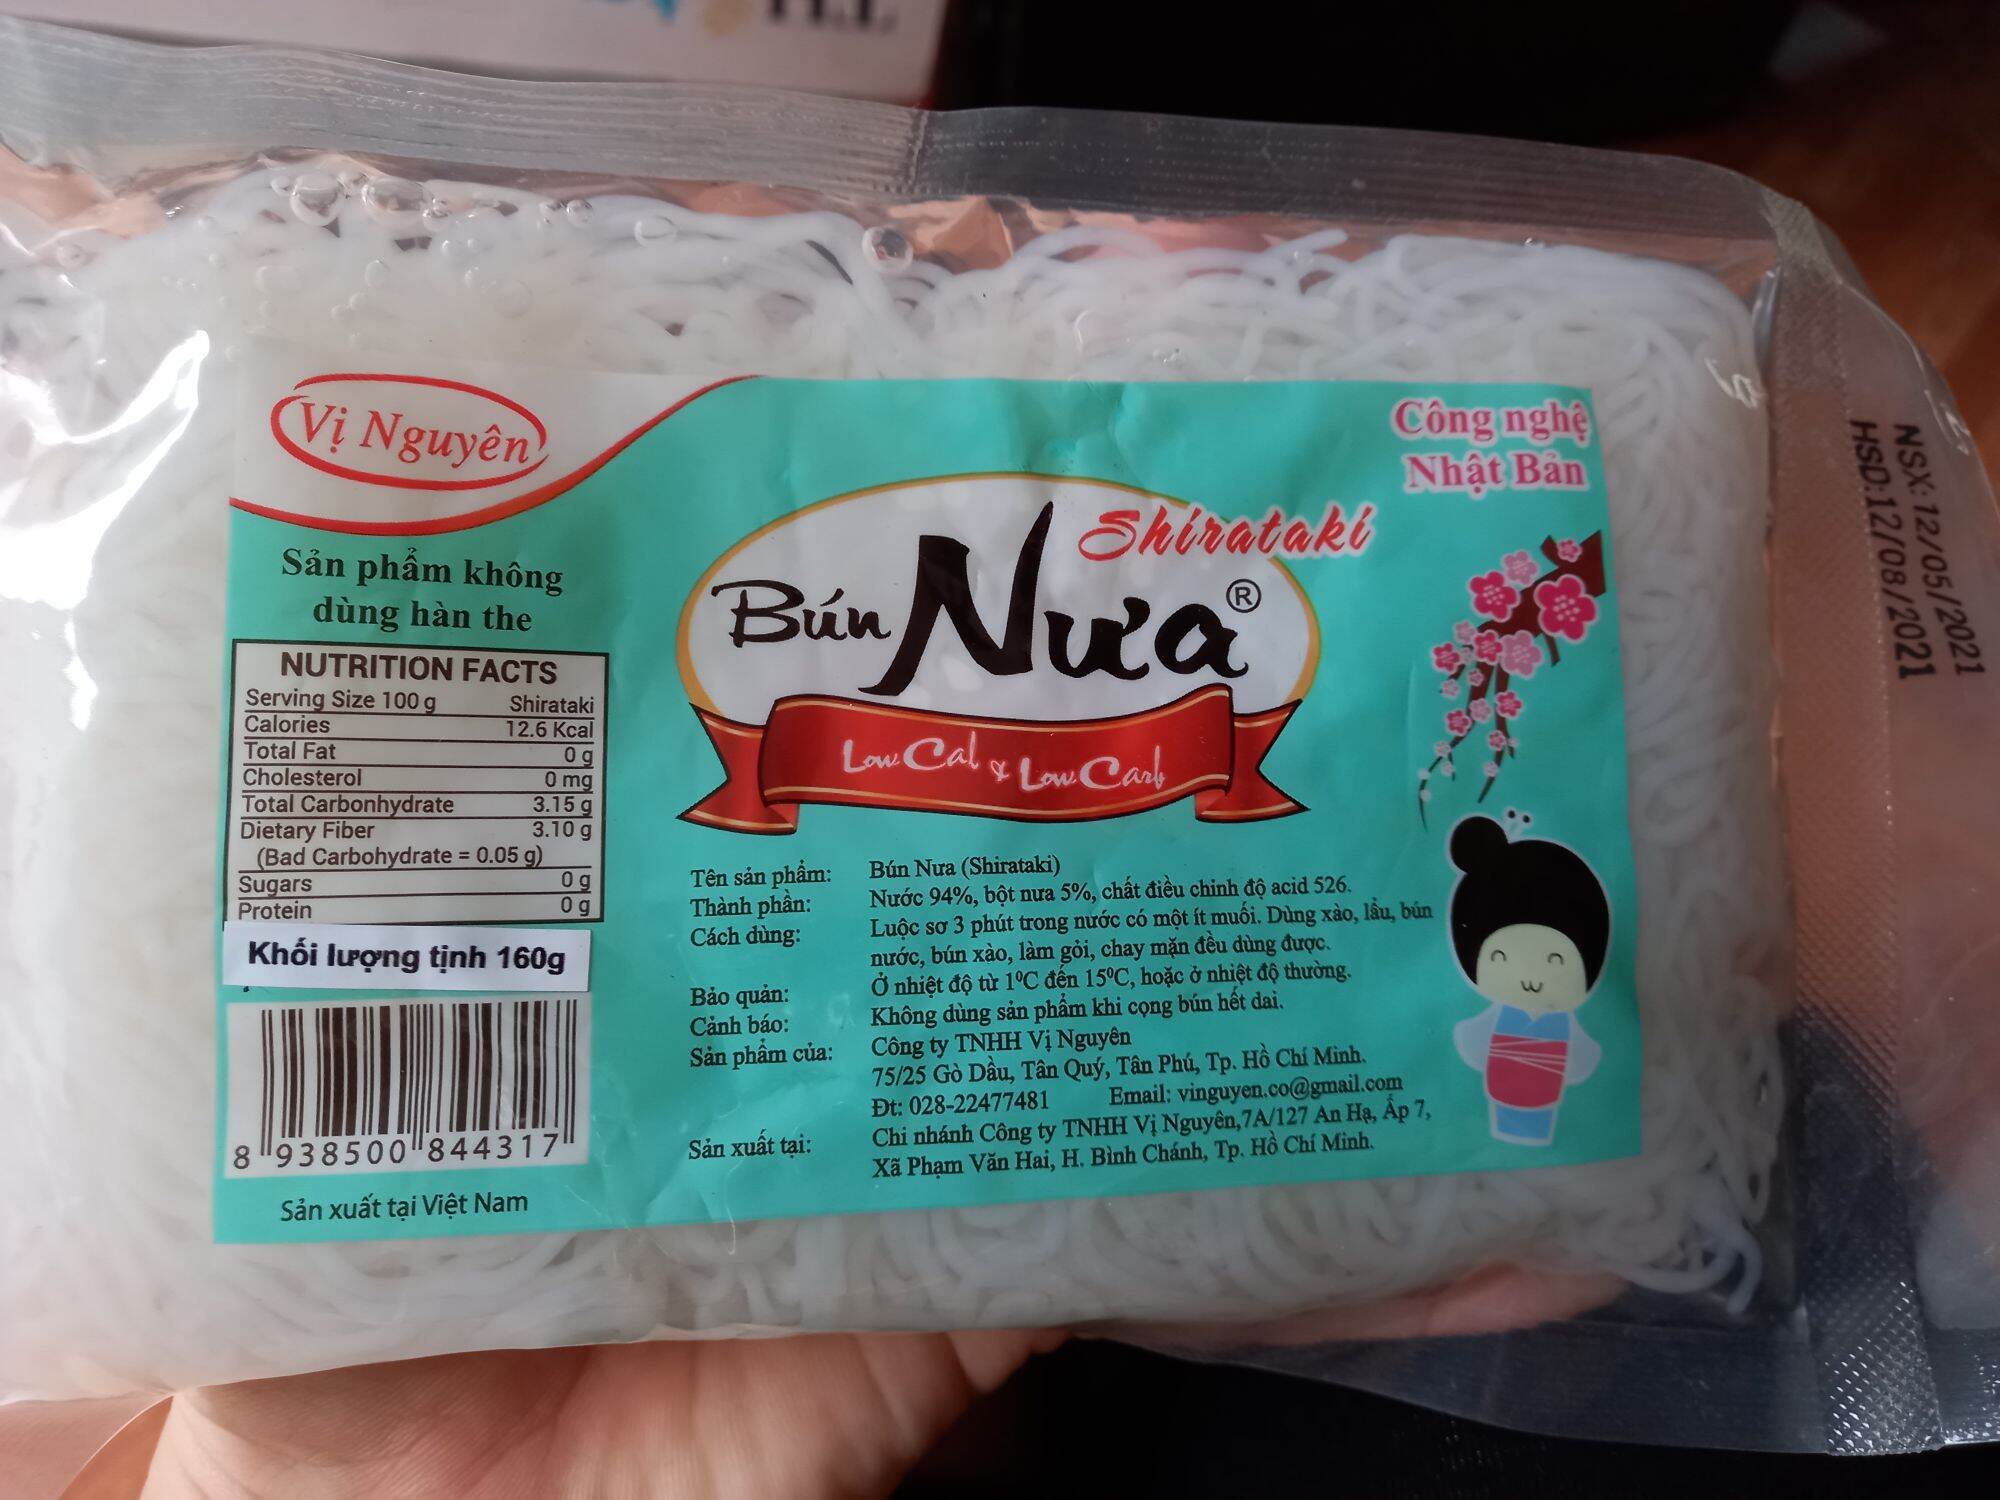 Vị Nguyên
Sản phẩm không
dùng hàn the
NUTRITION FACTS
Serving Size 100 g Shirataki
Calories 12.6 Kcal
Total Fat 0 g
Cholesterol 0 mg
Total Carbonhydrate 3.15 g
Dietary Fiber 3.10 g
(Bad Carbohydrate = 0.05 g)
Sugars 0 g
Protein 0 g
Khối lượng tịnh 160g
8 938500 844317
Sản xuất tại Việt Nam
Công nghệ
Nhật Bản
Shirataki
Bún Nưa®
Low Cal & Low Carb
Tên sản phẩm: Bún Nưa (Shirataki)
Thành phần: Nước 94%, bột nưa 5%, chất điều chỉnh độ acid 526.
Cách dùng: Luộc sơ 3 phút trong nước có một ít muối. Dùng xào, lẩu, bún
nước, bún xào, làm gỏi, chay mặn đều dùng được.
Bảo quản: Ở nhiệt độ từ 1⁰C đến 15⁰C, hoặc ở nhiệt độ thường.
Cảnh báo: Không dùng sản phẩm khi cọng bún hết dai.
Sản phẩm của: Công ty TNHH Vị Nguyên
75/25 Gò Dầu, Tân Quý, Tân Phú, Tp. Hồ Chí Minh.
Đt: 028-22477481 Email: vinguyen.co@gmail.com
Sản xuất tại: Chi nhánh Công ty TNHH Vị Nguyên,7A/127 An Hạ, Ấp 7,
Xã Phạm Văn Hai, H. Bình Chánh, Tp. Hồ Chí Minh.
NSX: 12/05/2021
HSD:12/08/2021